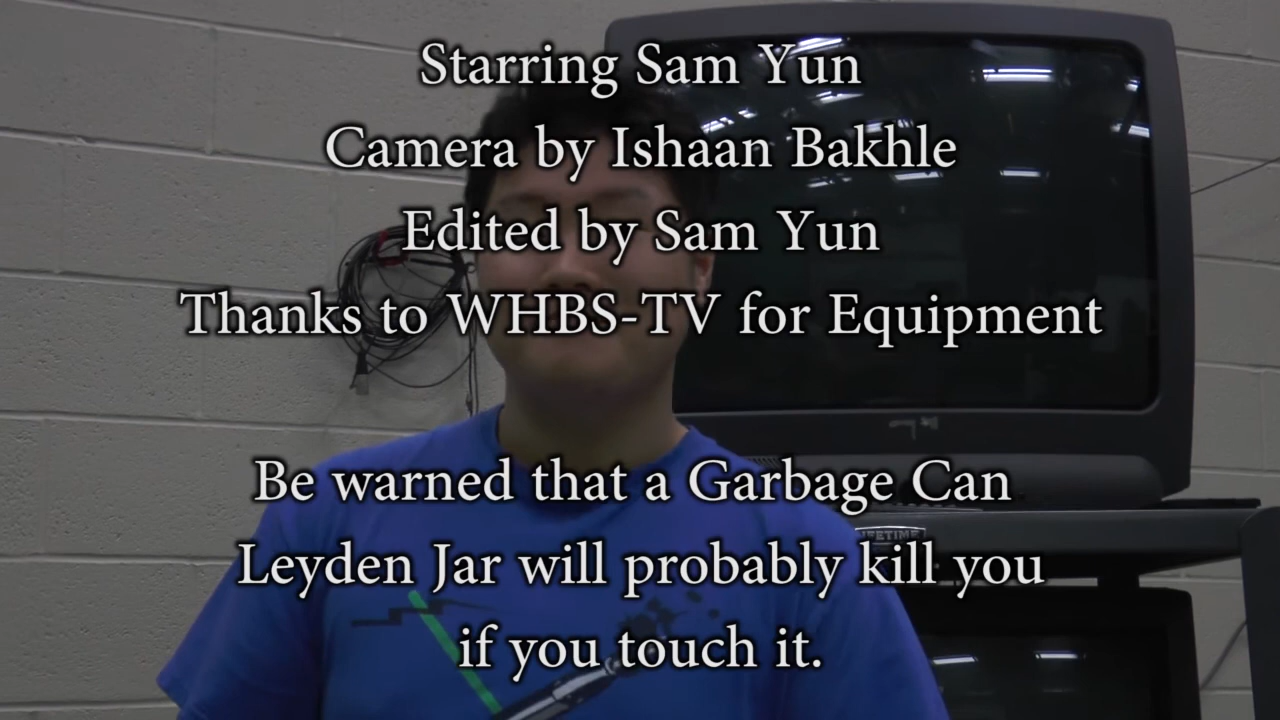 Starring Sam Yun
Camera by Ishaan Bakhle
Edited by Sam Yun
Thanks to WHBS-TV for Equipment
Be warned that a Garbage Can
Leyden Jar will probably kill you
if you touch it.
LIFETIME